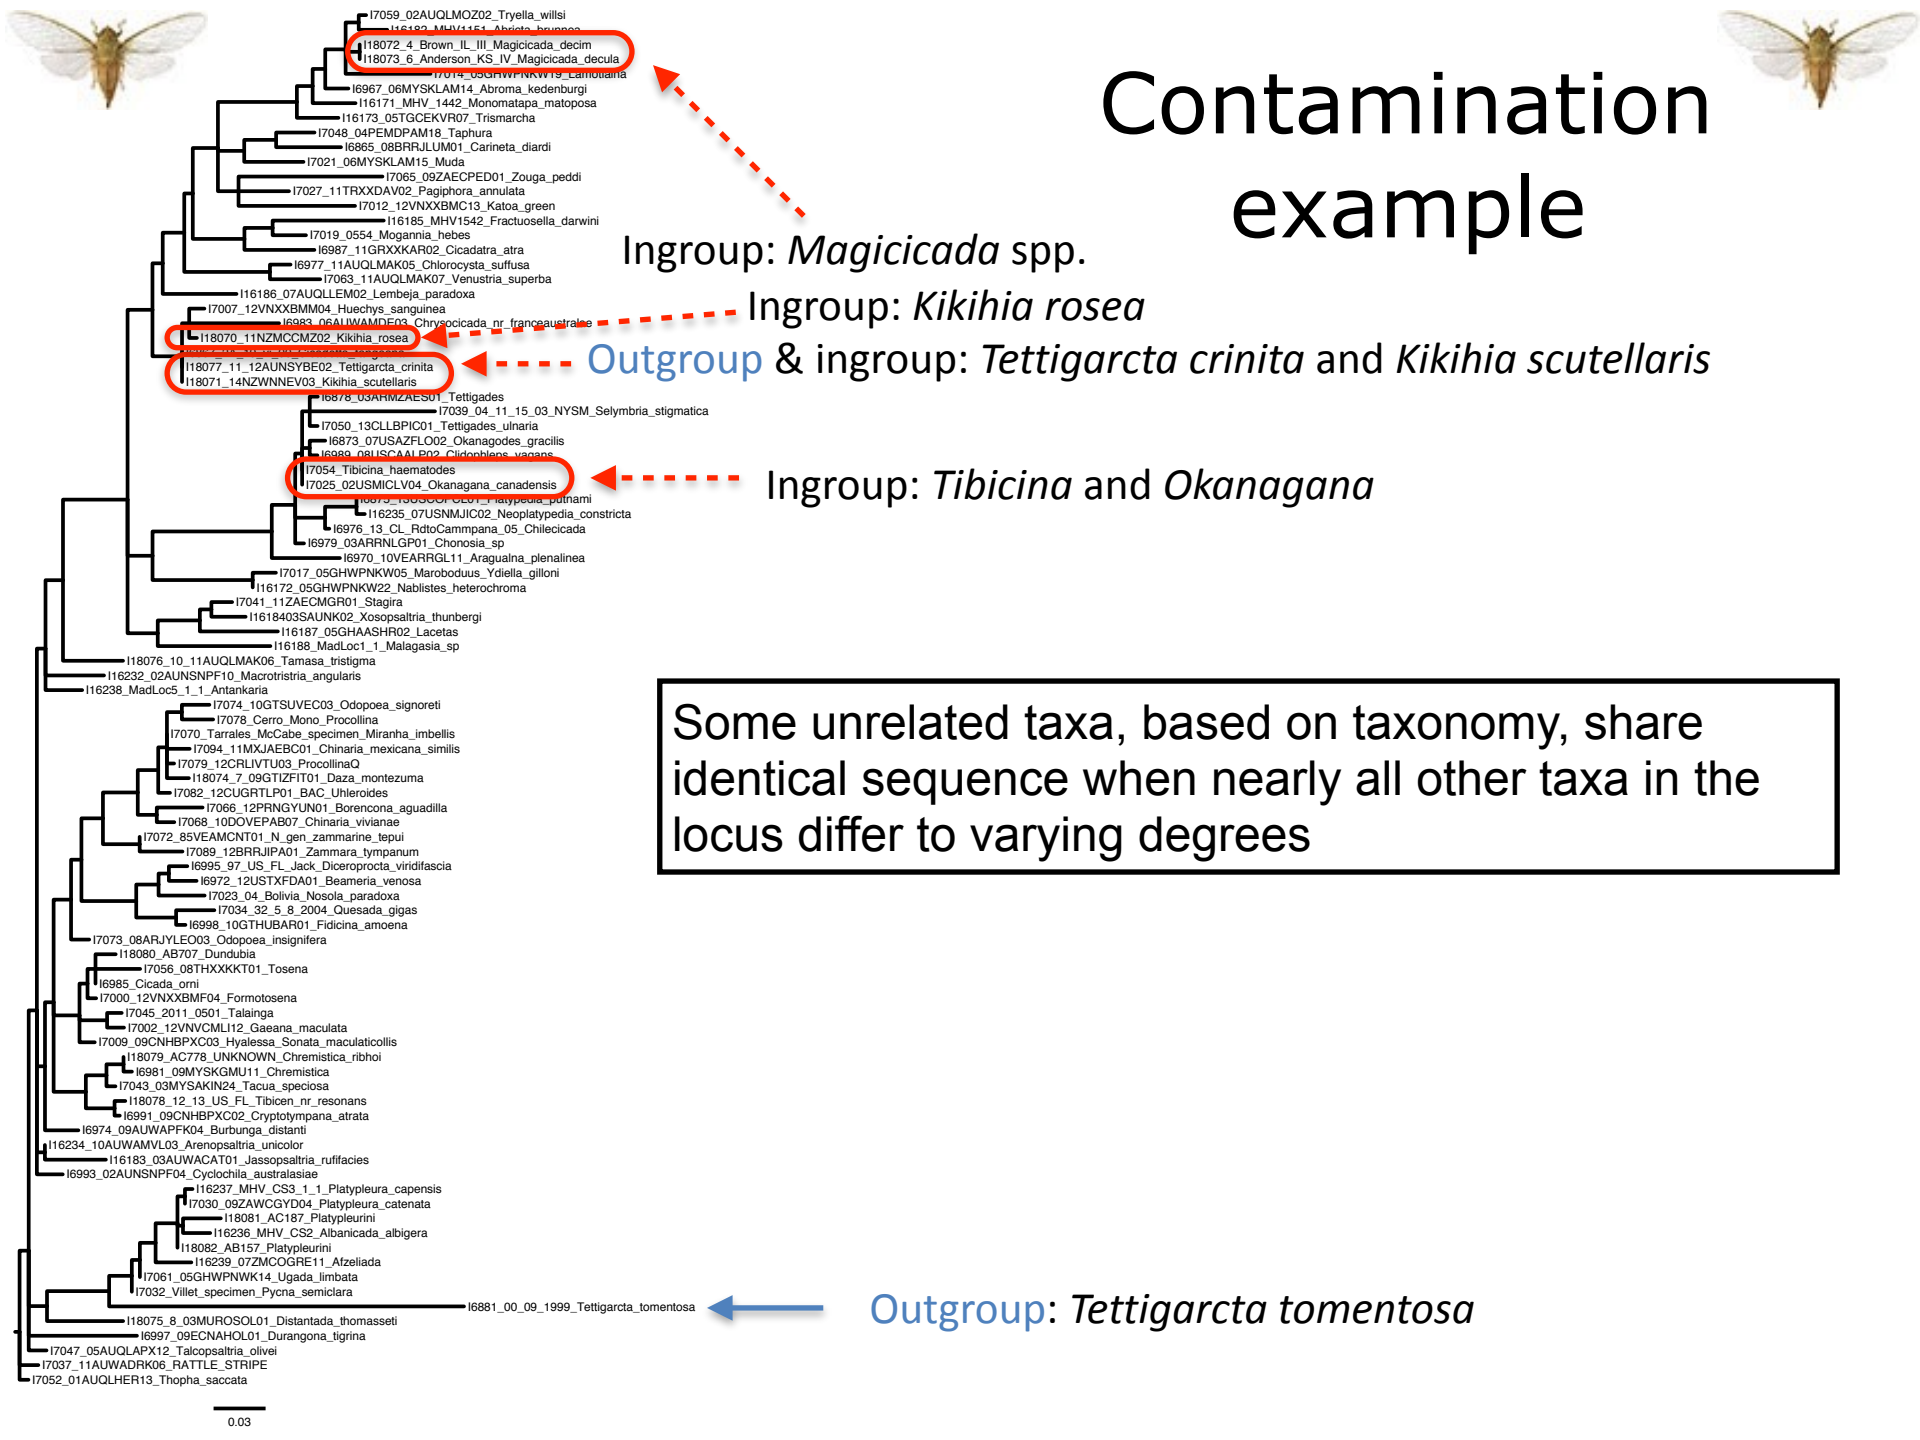 I7059_02AUQLMOZ02_Tryella_willsi
I16182_MHV1151_Abricta_brunnea
I18072_4_Brown_IL_III_Magicicada_decim
I18073_6_Anderson_KS_IV_Magicicada_decula
I7014_05GHWPNKW19_Lamotialna
I6967_06MYSKLAM14_Abroma_kedenburgi
I16171_MHV_1442_Monomatapa_matoposa
I16173_05TGCEKVR07_Trismarcha
I7048_04PEMDPAM18_Taphura
I6865_08BRRJLUM01_Carineta_diardi
I7021_06MYSKLAM15_Muda
I7065_09ZAECPED01_Zouga_peddi
I7027_11TRXXDAV02_Pagiphora_annulata
I7012_12VNXXBMC13_Katoa_green
I16185_MHV1542_Fractuosella_darwini
I7019_0554_Mogannia_hebes
I6987_11GRXXKAR02_Cicadatra_atra
I6977_11AUQLMAK05_Chlorocysta_suffusa
I7063_11AUQLMAK07_Venustria_superba
I16186_07AUQLLEM02_Lembeja_paradoxa
I7007_12VNXXBMM04_Huechys_sanguinea
I6983_06AUWAMDE03_Chrysocicada_nr_franceaustralae
I18070_11NZMCCMZ02_Kikihia_rosea
I18077_11_12AUNSYBE02_Tettigarcta_crinita
I18071_14NZWNNEV03_Kikihia_scutellaris
I6878_03ARMZAES01_Tettigades
I7039_04_11_15_03_NYSM_Selymbria_stigmatica
I7050_13CLLBPIC01_Tettigades_ulnaria
I6873_07USAZFLO02_Okanagodes_gracilis
I6989_08USCAALP02_Clidophleps_vagans
I7054_Tibicina_haematodes
I7025_02USMICLV04_Okanagana_canadensis
I6875_13USCOPCL01_Platypedia_putnami
I16235_07USNMJIC02_Neoplatypedia_constricta
I6976_13_CL_RdtoCammpana_05_Chilecicada
I6979_03ARRNLGP01_Chonosia_sp
I6970_10VEARRGL11_Aragualna_plenalinea
I7017_05GHWPNKW05_Maroboduus_Ydiella_gilloni
I16172_05GHWPNKW22_Nablistes_heterochroma
I7041_11ZAECMGR01_Stagira
I1618403SAUNK02_Xosopsaltria_thunbergi
I16187_05GHAASHR02_Lacetas
I16188_MadLoc1_1_Malagasia_sp
I18076_10_11AUQLMAK06_Tamasa_tristigma
I16232_02AUNSNPF10_Macrotristria_angularis
I16238_MadLoc5_1_1_Antankaria
I7074_10GTSUVEC03_Odopoea_signoreti
I7078_Cerro_Mono_Procollina
I7070_Tarrales_McCabe_specimen_Miranha_imbellis
I7094_11MXJAEBC01_Chinaria_mexicana_similis
I7079_12CRLIVTU03_ProcollinaQ
I18074_7_09GTIZFIT01_Daza_montezuma
I7082_12CUGRTLP01_BAC_Uhleroides
I7066_12PRNGYUN01_Borencona_aguadilla
I7068_10DOVEPAB07_Chinaria_vivianae
I7072_85VEAMCNT01_N_gen_zammarine_tepui
I7089_12BRRJIPA01_Zammara_tympanum
I6995_97_US_FL_Jack_Diceroprocta_viridifascia
I6972_12USTXFDA01_Beameria_venosa
I7023_04_Bolivia_Nosola_paradoxa
I7034_32_5_8_2004_Quesada_gigas
I6998_10GTHUBAR01_Fidicina_amoena
I7073_08ARJYLEO03_Odopoea_insignifera
I18080_AB707_Dundubia
I7056_08THXXKKT01_Tosena
I6985_Cicada_orni
I7000_12VNXXBMF04_Formotosena
I7045_2011_0501_Talainga
I7002_12VNVCMLI12_Gaeana_maculata
I7009_09CNHBPXC03_Hyalessa_Sonata_maculaticollis
I18079_AC778_UNKNOWN_Chremistica_ribhoi
I6981_09MYSKGMU11_Chremistica
I7043_03MYSAKIN24_Tacua_speciosa
I18078_12_13_US_FL_Tibicen_nr_resonans
I6991_09CNHBPXC02_Cryptotympana_atrata
I6974_09AUWAPFK04_Burbunga_distanti
I16234_10AUWAMVL03_Arenopsaltria_unicolor
I16183_03AUWACAT01_Jassopsaltria_rufifacies
I6993_02AUNSNPF04_Cyclochila_australasiae
I16237_MHV_CS3_1_1_Platypleura_capensis
I7030_09ZAWCGYD04_Platypleura_catenata
I18081_AC187_Platypleurini
I16236_MHV_CS2_Albanicada_albigera
I18082_AB157_Platypleurini
I16239_07ZMCOGRE11_Afzeliada
I7061_05GHWPNWK14_Ugada_limbata
I7032_Villet_specimen_Pycna_semiclara
I6881_00_09_1999_Tettigarcta_tomentosa
I18075_8_03MUROSOL01_Distantada_thomasseti
I6997_09ECNAHOL01_Durangona_tigrina
I7047_05AUQLAPX12_Talcopsaltria_olivei
I7037_11AUWADRK06_RATTLE_STRIPE
I7052_01AUQLHER13_Thopha_saccata
0.03
Contamination
example
Ingroup: Magicicada spp.
Ingroup: Kikihia rosea
Outgroup & ingroup: Tettigarcta crinita and Kikihia scutellaris
Ingroup: Tibicina and Okanagana
Some unrelated taxa, based on taxonomy, share
identical sequence when nearly all other taxa in the
locus differ to varying degrees
Outgroup: Tettigarcta tomentosa